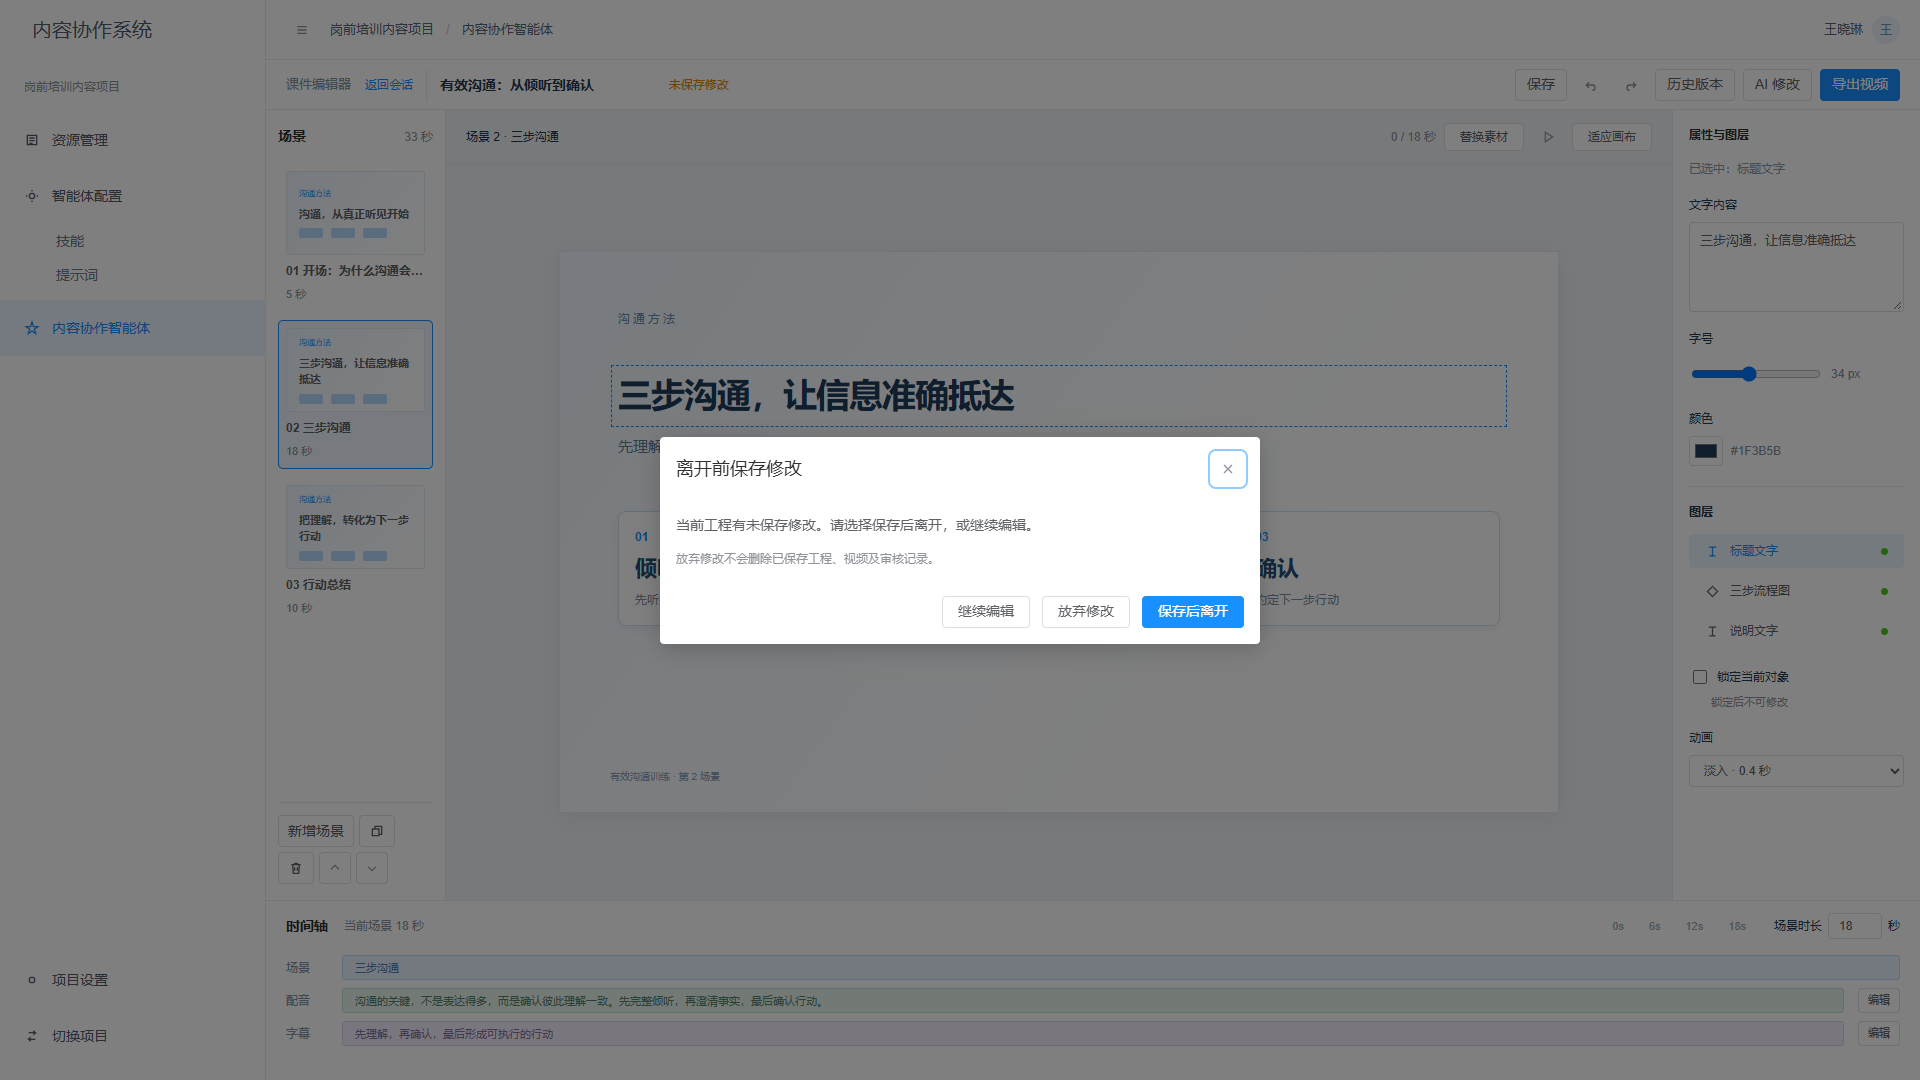 内容协作系统
岗前培训内容项目 / 内容协作智能体
王晓琳 王
岗前培训内容项目
资源管理
智能体配置
技能
提示词
内容协作智能体
项目设置
切换项目
课件编辑器 返回会话 有效沟通：从倾听到确认 未保存修改
保存 历史版本 AI 修改 导出视频
场景 33 秒
沟通方法
沟通，从真正听见开始
01 开场：为什么沟通会...
5 秒
沟通方法
三步沟通，让信息准确
抵达
02 三步沟通
18 秒
沟通方法
把理解，转化为下一步
行动
03 行动总结
10 秒
新增场景
场景 2 · 三步沟通 0 / 18 秒 替换素材 适应画布
沟通方法
三步沟通，让信息准确抵达
先理解
01
倾
先听
03
确认
约定下一步行动
有效沟通训练 · 第 2 场景
离开前保存修改
当前工程有未保存修改。请选择保存后离开，或继续编辑。
放弃修改不会删除已保存工程、视频及审核记录。
继续编辑 放弃修改 保存后离开
属性与图层
已选中：标题文字
文字内容
三步沟通，让信息准确抵达
字号
34 px
颜色
#1F3B5B
图层
标题文字
三步流程图
说明文字
锁定当前对象
锁定后不可修改
动画
淡入 · 0.4 秒
时间轴 当前场景 18 秒 0s 6s 12s 18s 场景时长 18 秒
场景 三步沟通
配音 沟通的关键，不是表达得多，而是确认彼此理解一致。先完整倾听，再澄清事实，最后确认行动。 编辑
字幕 先理解，再确认，最后形成可执行的行动 编辑